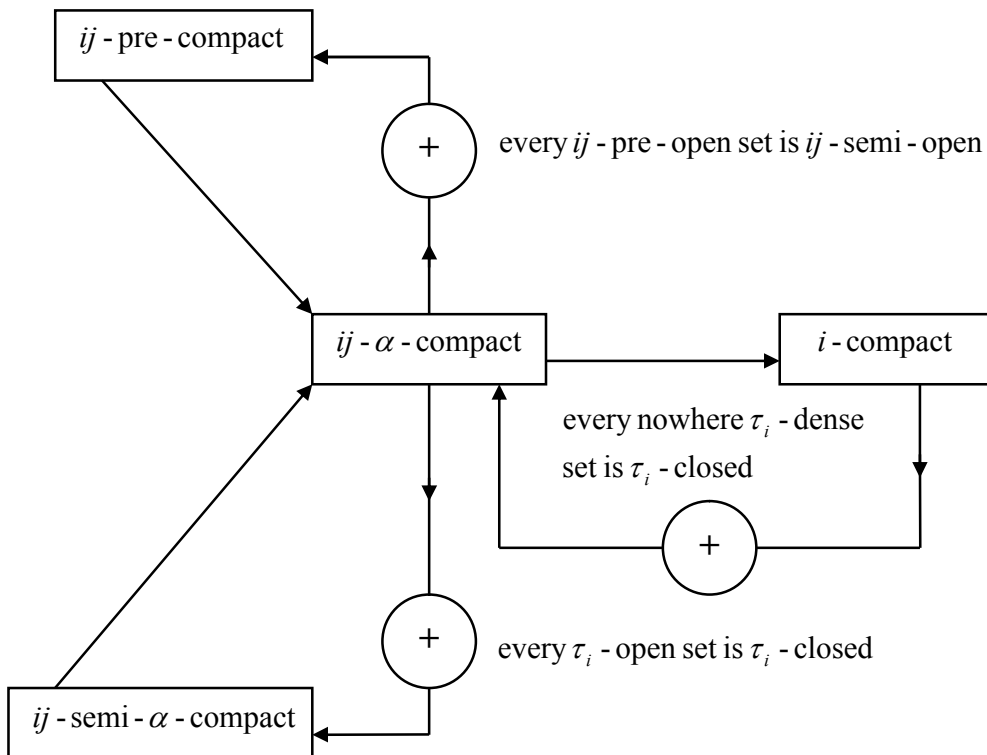 ij - pre - compact
+
every ij - pre - open set is ij - semi - open
ij - α - compact
i - compact
every nowhere τ_i - dense
set is τ_i - closed
+
+
every τ_i - open set is τ_i - closed
ij - semi - α - compact